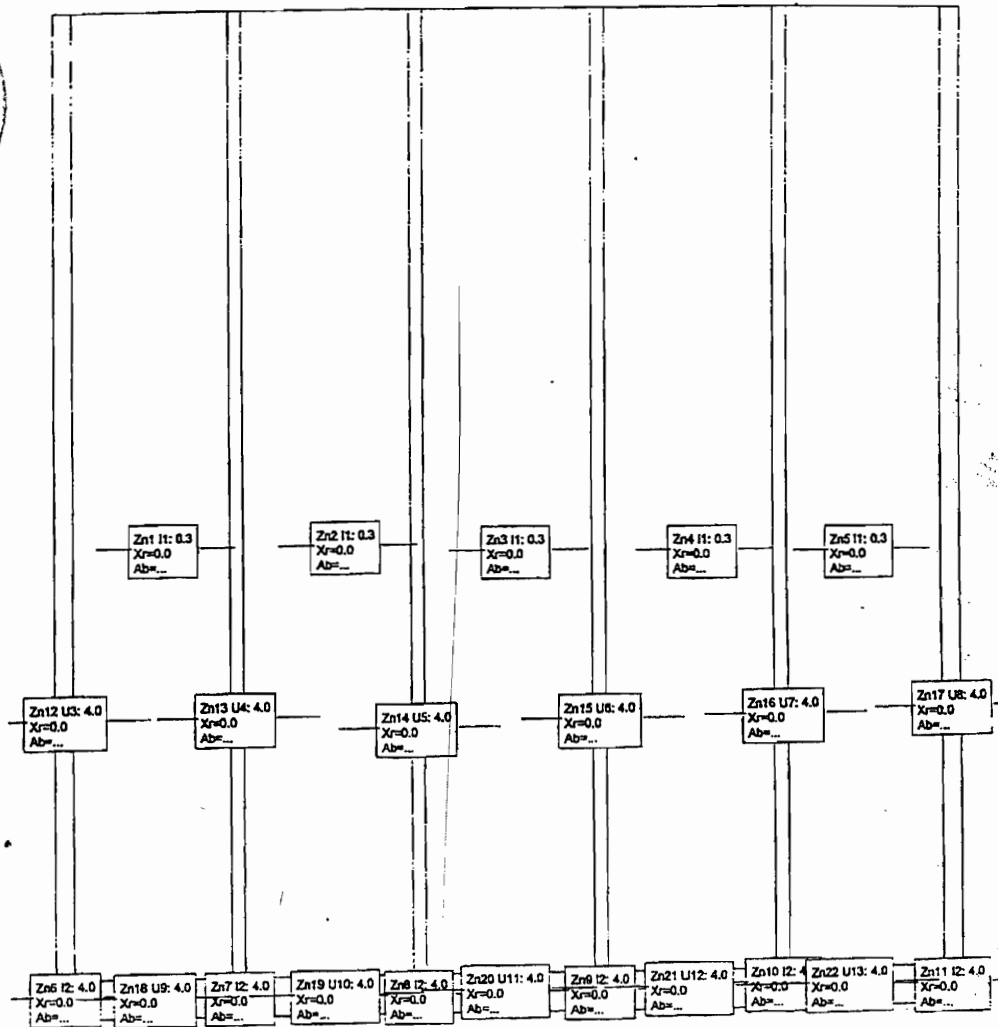 Zn1 I1: 0.3
Xr=0.0
Ab=...
Zn2 I1: 0.3
Xr=0.0
Ab=...
Zn3 I1: 0.3
Xr=0.0
Ab=...
Zn4 I1: 0.3
Xr=0.0
Ab=...
Zn5 I1: 0.3
Xr=0.0
Ab=...
Zn12 U3: 4.0
Xr=0.0
Ab=...
Zn13 U4: 4.0
Xr=0.0
Ab=...
Zn14 U5: 4.0
Xr=0.0
Ab=...
Zn15 U6: 4.0
Xr=0.0
Ab=...
Zn16 U7: 4.0
Xr=0.0
Ab=...
Zn17 U8: 4.0
Xr=0.0
Ab=...
Zn6 I2: 4.0
Xr=0.0
Ab=...
Zn18 U9: 4.0
Xr=0.0
Ab=...
Zn7 I2: 4.0
Xr=0.0
Ab=...
Zn19 U10: 4.0
Xr=0.0
Ab=...
Zn8 I2: 4.0
Xr=0.0
Ab=...
Zn20 U11: 4.0
Xr=0.0
Ab=...
Zn9 I2: 4.0
Xr=0.0
Ab=...
Zn21 U12: 4.0
Xr=0.0
Ab=...
Zn10 I2: 4
Xr=0.0
Ab=...
Zn22 U13: 4.0
Xr=0.0
Ab=...
Zn11 I2: 4.0
Xr=0.0
Ab=...